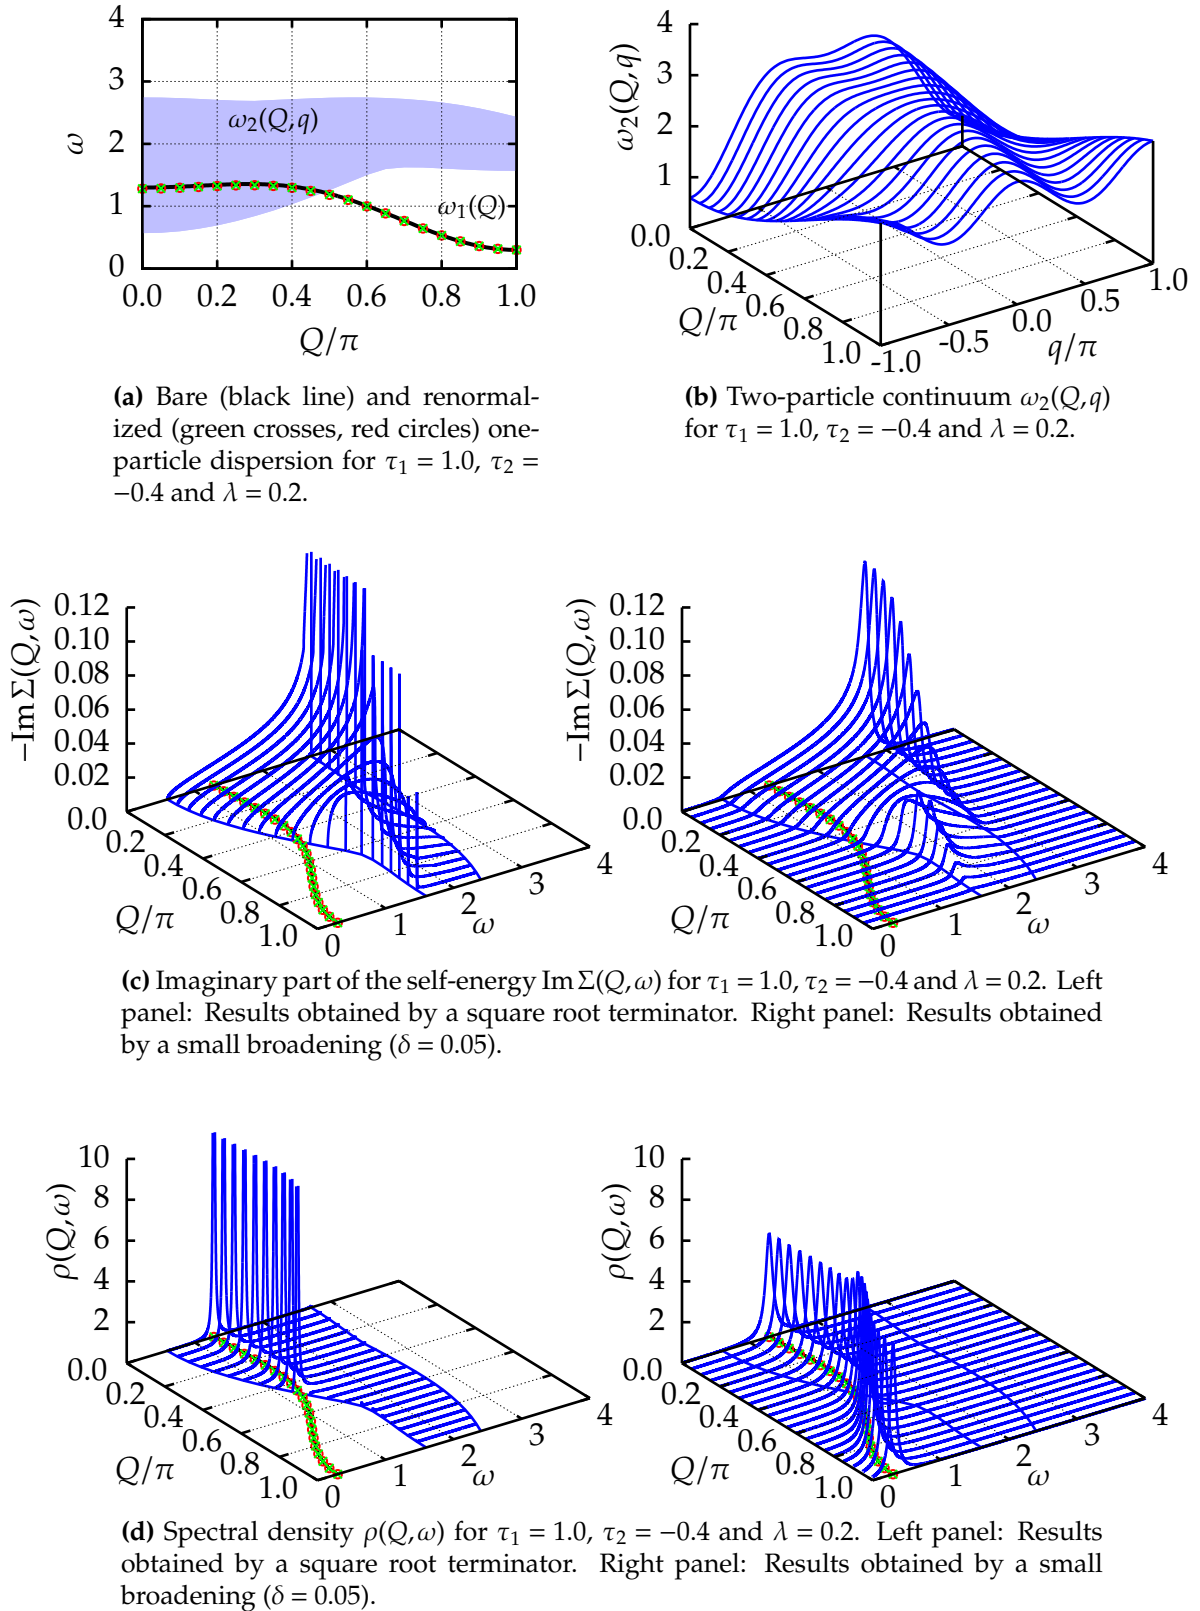 4
3
2
1
0
ω
ω₂(Q,q)
ω₁(Q)
0.0 0.2 0.4 0.6 0.8 1.0
Q/π
4
3
2
1
ω₂(Q,q)
0.0
0.2
0.4
0.6
0.8
1.0
Q/π
-1.0
-0.5
0.0
0.5
1.0
q/π
(a) Bare (black line) and renormal-
ized (green crosses, red circles) one-
particle dispersion for τ₁ = 1.0, τ₂ =
−0.4 and λ = 0.2.
(b) Two-particle continuum ω₂(Q,q)
for τ₁ = 1.0, τ₂ = −0.4 and λ = 0.2.
−Im Σ(Q,ω)
0.12
0.10
0.08
0.06
0.04
0.02
0.0
0.2
0.4
0.6
0.8
1.0
Q/π
0
1
2
3
4
ω
−Im Σ(Q,ω)
0.12
0.10
0.08
0.06
0.04
0.02
0.0
0.2
0.4
0.6
0.8
1.0
Q/π
0
1
2
3
4
ω
(c) Imaginary part of the self-energy Im Σ(Q,ω) for τ₁ = 1.0, τ₂ = −0.4 and λ = 0.2. Left
panel: Results obtained by a square root terminator. Right panel: Results obtained
by a small broadening (δ = 0.05).
ρ(Q,ω)
10
8
6
4
2
0.0
0.2
0.4
0.6
0.8
1.0
Q/π
0
1
2
3
4
ω
ρ(Q,ω)
10
8
6
4
2
0.0
0.2
0.4
0.6
0.8
1.0
Q/π
0
1
2
3
4
ω
(d) Spectral density ρ(Q,ω) for τ₁ = 1.0, τ₂ = −0.4 and λ = 0.2. Left panel: Results
obtained by a square root terminator. Right panel: Results obtained by a small
broadening (δ = 0.05).